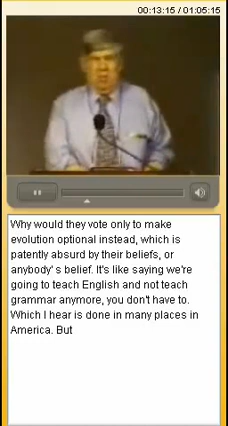 00:13:15 / 01:05:15
Why would they vote only to make
evolution optional instead, which is
patently absurd by their beliefs, or
anybody' s belief. It's like saying we're
going to teach English and not teach
grammar anymore, you don't have to.
Which I hear is done in many places in
America. But